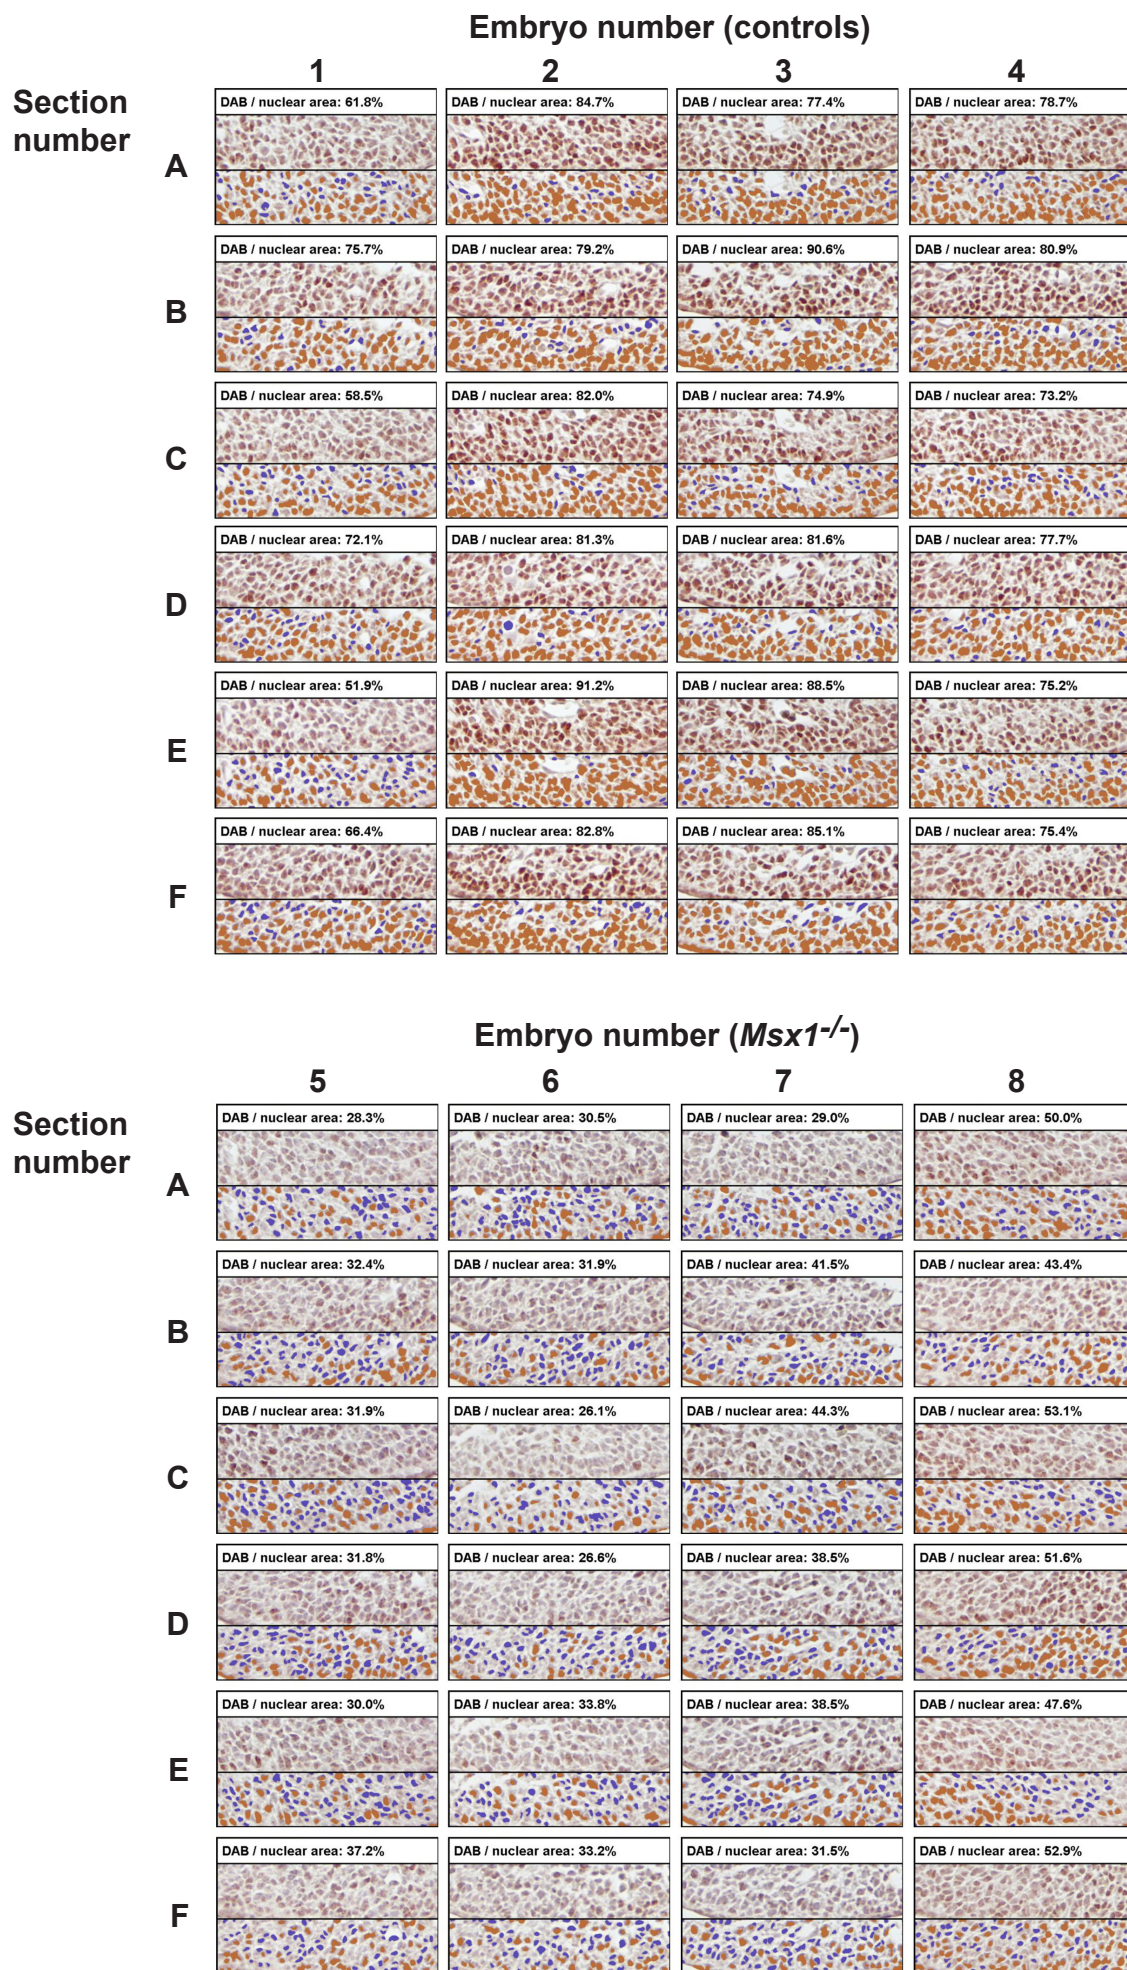 Embryo number (controls)
1 2 3 4
Section
number
A
DAB / nuclear area: 61.8% DAB / nuclear area: 84.7% DAB / nuclear area: 77.4% DAB / nuclear area: 78.7%
B
DAB / nuclear area: 75.7% DAB / nuclear area: 79.2% DAB / nuclear area: 90.6% DAB / nuclear area: 80.9%
C
DAB / nuclear area: 58.5% DAB / nuclear area: 82.0% DAB / nuclear area: 74.9% DAB / nuclear area: 73.2%
D
DAB / nuclear area: 72.1% DAB / nuclear area: 81.3% DAB / nuclear area: 81.6% DAB / nuclear area: 77.7%
E
DAB / nuclear area: 51.9% DAB / nuclear area: 91.2% DAB / nuclear area: 88.5% DAB / nuclear area: 75.2%
F
DAB / nuclear area: 66.4% DAB / nuclear area: 82.8% DAB / nuclear area: 85.1% DAB / nuclear area: 75.4%
Embryo number (Msx1-/-)
5 6 7 8
Section
number
A
DAB / nuclear area: 28.3% DAB / nuclear area: 30.5% DAB / nuclear area: 29.0% DAB / nuclear area: 50.0%
B
DAB / nuclear area: 32.4% DAB / nuclear area: 31.9% DAB / nuclear area: 41.5% DAB / nuclear area: 43.4%
C
DAB / nuclear area: 31.9% DAB / nuclear area: 26.1% DAB / nuclear area: 44.3% DAB / nuclear area: 53.1%
D
DAB / nuclear area: 31.8% DAB / nuclear area: 26.6% DAB / nuclear area: 38.5% DAB / nuclear area: 51.6%
E
DAB / nuclear area: 30.0% DAB / nuclear area: 33.8% DAB / nuclear area: 38.5% DAB / nuclear area: 47.6%
F
DAB / nuclear area: 37.2% DAB / nuclear area: 33.2% DAB / nuclear area: 31.5% DAB / nuclear area: 52.9%